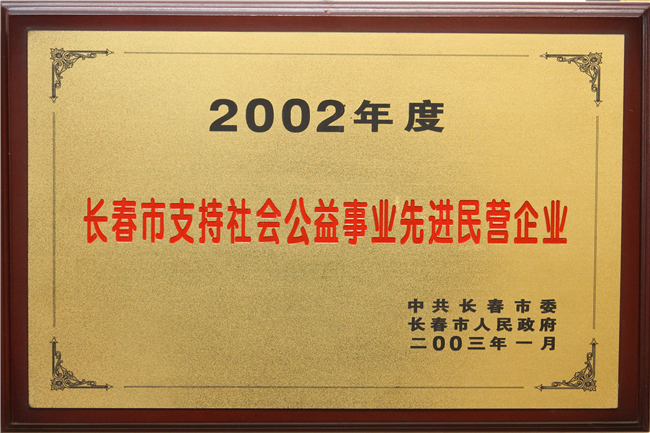 2002年度
长春市支持社会公益事业先进民营企业
中共长春市委
长春市人民政府
二00三年一月